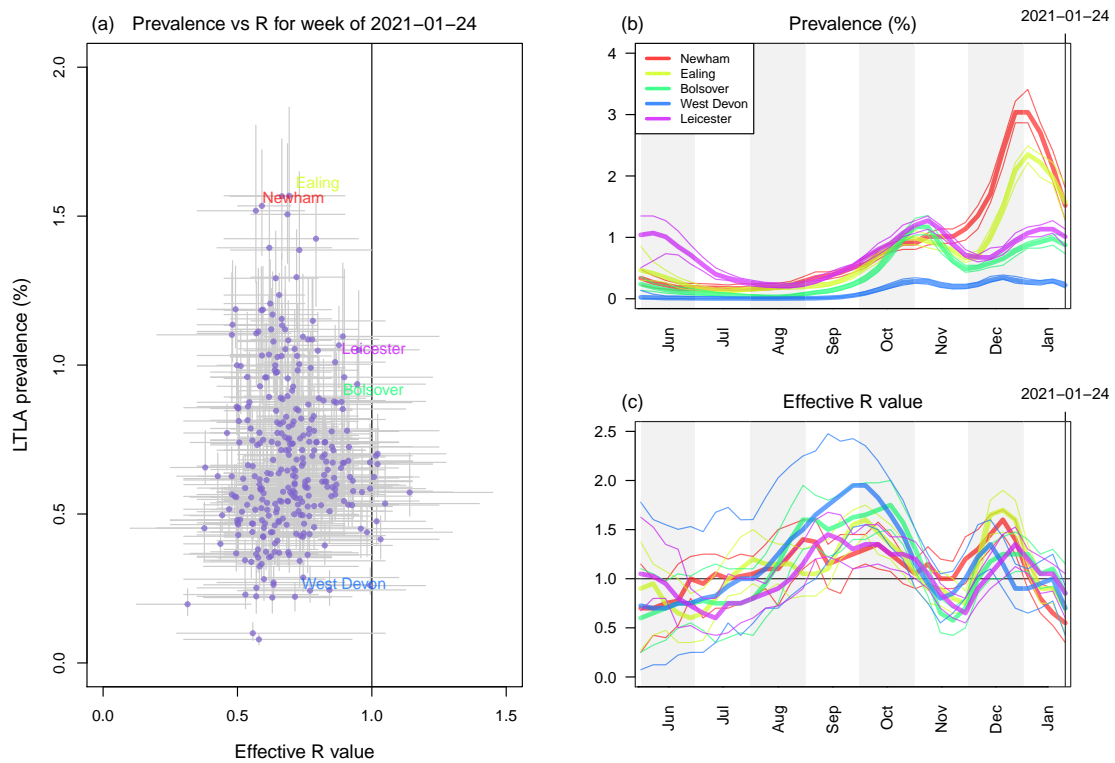 (a) Prevalence vs R for week of 2021−01−24
LTLA prevalence (%)
2.0
1.5
1.0
0.5
0.0
Ealing
Newham
Leicester
Bolsover
West Devon
0.0 0.5 1.0 1.5
Effective R value
2021−01−24
(b) Prevalence (%)
4
3
2
1
0
Newham
Ealing
Bolsover
West Devon
Leicester
Jun Jul Aug Sep Oct Nov Dec Jan
2021−01−24
(c) Effective R value
2.5
2.0
1.5
1.0
0.5
0.0
Jun Jul Aug Sep Oct Nov Dec Jan